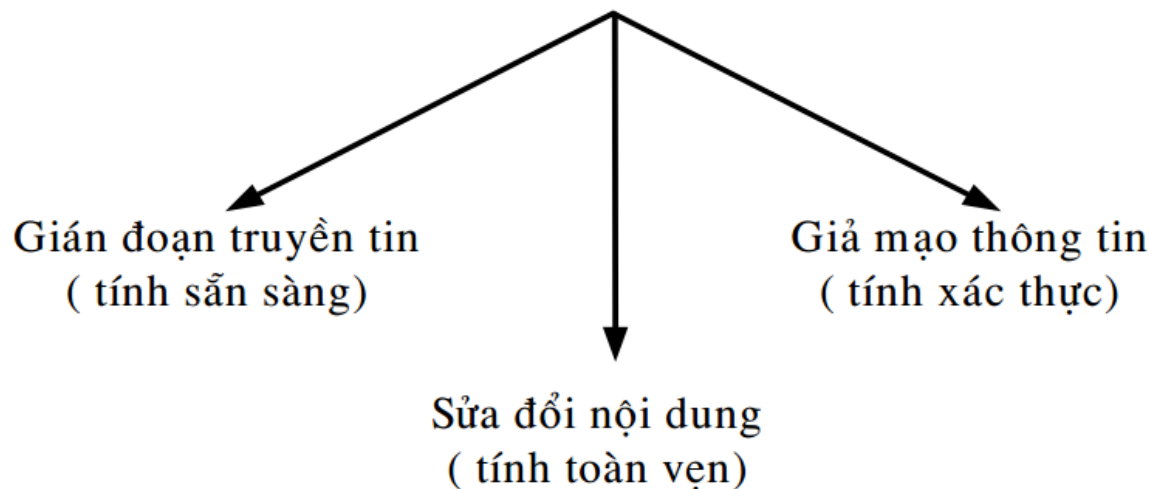 Gián đoạn truyền tin
( tính sẵn sàng)
Giả mạo thông tin
( tính xác thực)
Sửa đổi nội dung
( tính toàn vẹn)